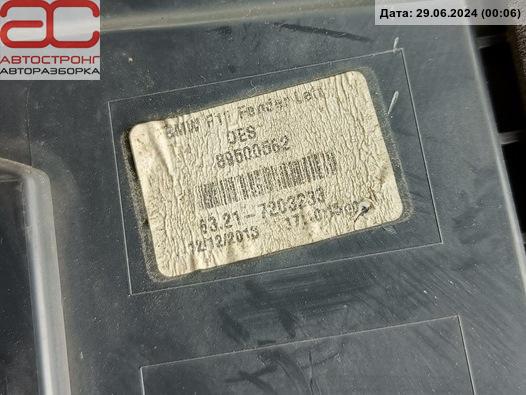 АС
АВТОСТРОНГ
АВТОРАЗБОРКА
Дата: 29.06.2024 (00:06)
BMW F11 Fender Left
DES
89500562
63.21-7203233
12/12/2013